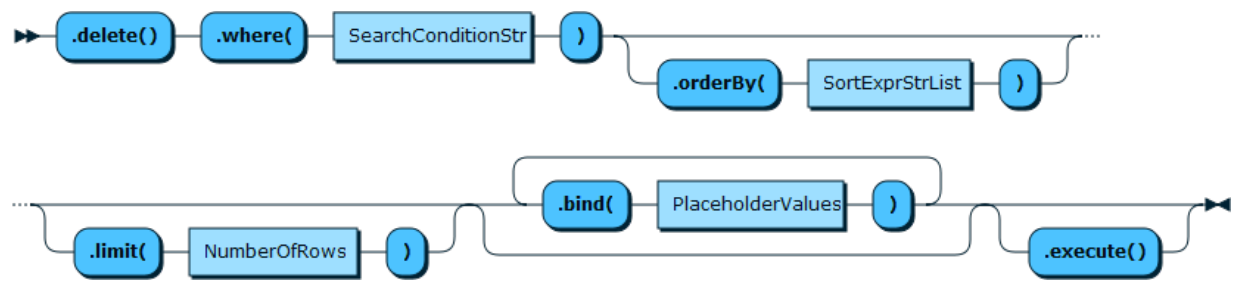 .delete() .where( SearchConditionStr )
.orderBy( SortExprStrList )
.bind( PlaceholderValues )
.limit( NumberOfRows ) .execute()